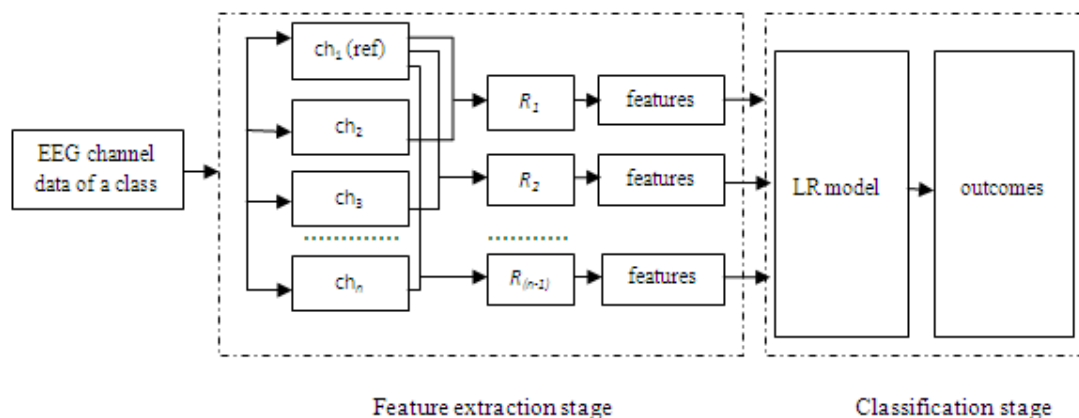 EEG channel
data of a class
ch₁ (ref)
ch₂
ch₃
chₙ
R₁
R₂
R₍ₙ₋₁₎
features
features
features
LR model
outcomes
Feature extraction stage
Classification stage